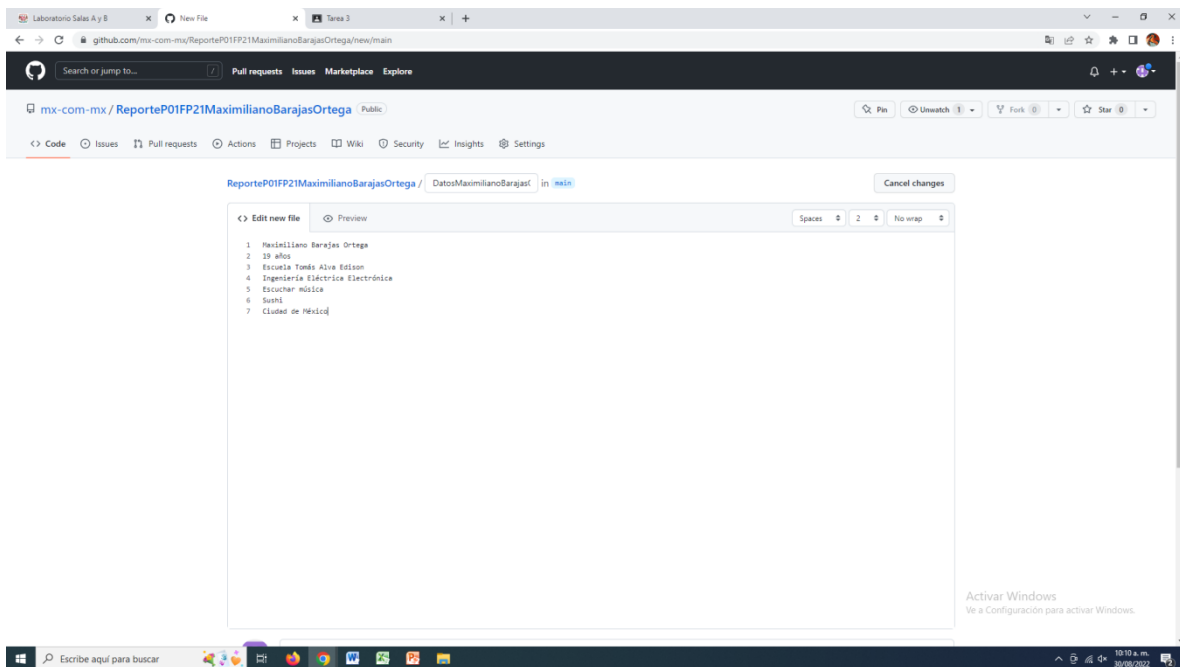 Laboratorio Salas A y B
New File
Tarea 3
github.com/mx-com-mx/ReporteP01FP21MaximilianoBarajasOrtega/new/main
Search or jump to... /
Pull requests Issues Marketplace Explore
mx-com-mx / ReporteP01FP21MaximilianoBarajasOrtega Public
Pin
Unwatch 1
Fork 0
Star 0
<> Code
Issues
Pull requests
Actions
Projects
Wiki
Security
Insights
Settings
ReporteP01FP21MaximilianoBarajasOrtega / DatosMaximilianoBarajas( in main
Cancel changes
<> Edit new file
Preview
Spaces
2
No wrap
1 Maximiliano Barajas Ortega
2 19 años
3 Escuela Tomás Alva Edison
4 Ingeniería Eléctrica Electrónica
5 Escuchar música
6 Sushi
7 Ciudad de México
Activar Windows
Ve a Configuración para activar Windows.
Escribe aquí para buscar
10:10 a. m.
30/08/2022